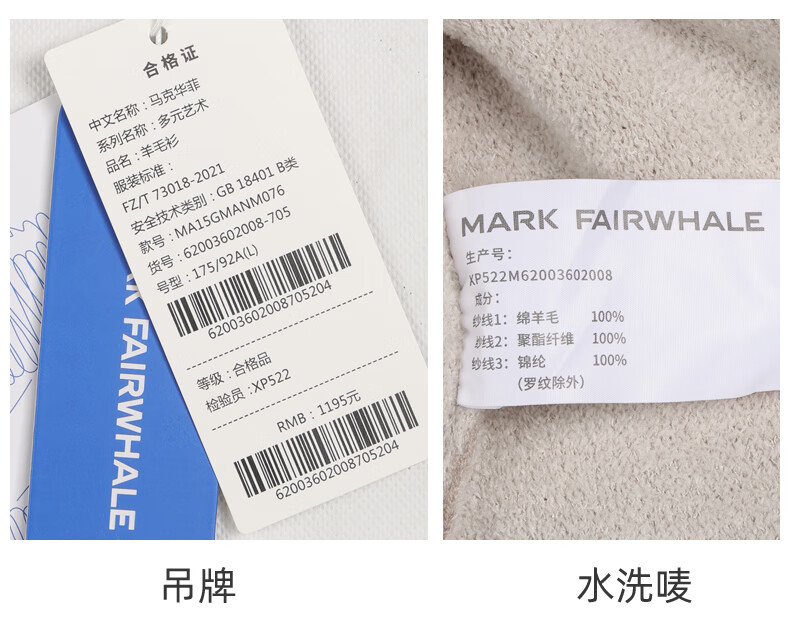 合格证
中文名称：马克华菲
系列名称：多元艺术
品名：羊毛衫
服装标准：
FZ/T 73018-2021
安全技术类别：GB 18401 B类
款号：MA15GMANM076
货号：62003602008-705
号型：175/92A(L)
62003602008705204
等级：合格品
检验员：XP522
RMB：1195元
62003602008705204
MARK FAIRWHALE
MARK FAIRWHALE
生产号：
XP522M62003602008
成分：
纱线1：绵羊毛 100%
纱线2：聚酯纤维 100%
纱线3：锦纶 100%
（罗纹除外）
吊牌
水洗唛